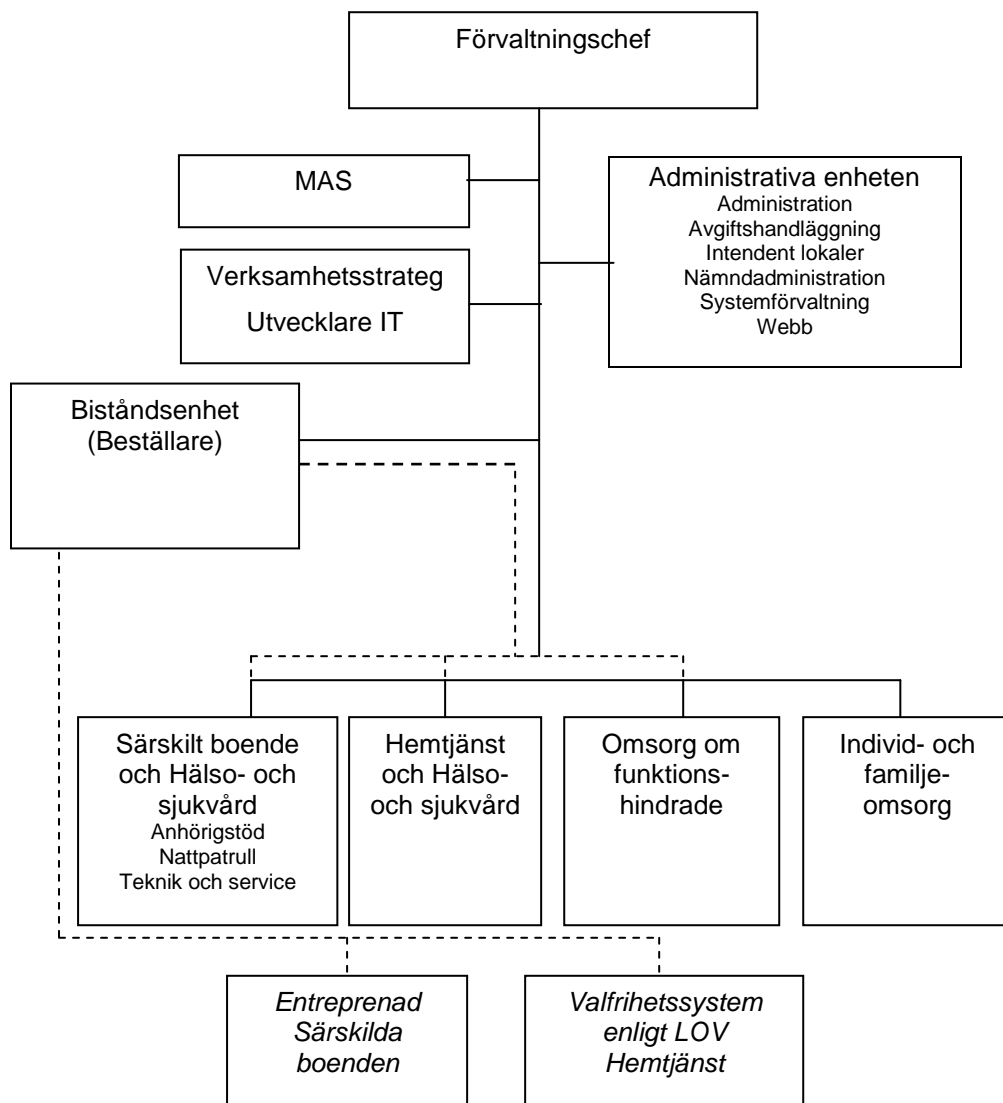 Förvaltningschef
MAS
Administrativa enheten
Administration
Avgiftshandläggning
Intendent lokaler
Nämndadministration
Systemförvaltning
Webb
Verksamhetsstrateg
Utvecklare IT
Biståndsenhet
(Beställare)
Särskilt boende
och Hälso- och
sjukvård
Anhörigstöd
Nattpatrull
Teknik och service
Hemtjänst
och Hälso-
och sjukvård
Omsorg om
funktions-
hindrade
Individ- och
familje-
omsorg
Entreprenad
Särskilda
boenden
Valfrihetssystem
enligt LOV
Hemtjänst